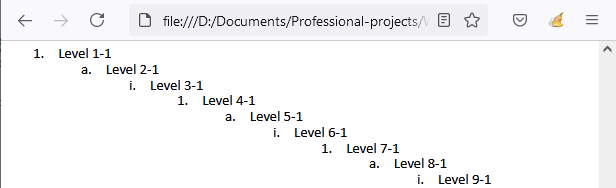 file:///D:/Documents/Professional-projects/
1. Level 1-1
a. Level 2-1
i. Level 3-1
1. Level 4-1
a. Level 5-1
i. Level 6-1
1. Level 7-1
a. Level 8-1
i. Level 9-1